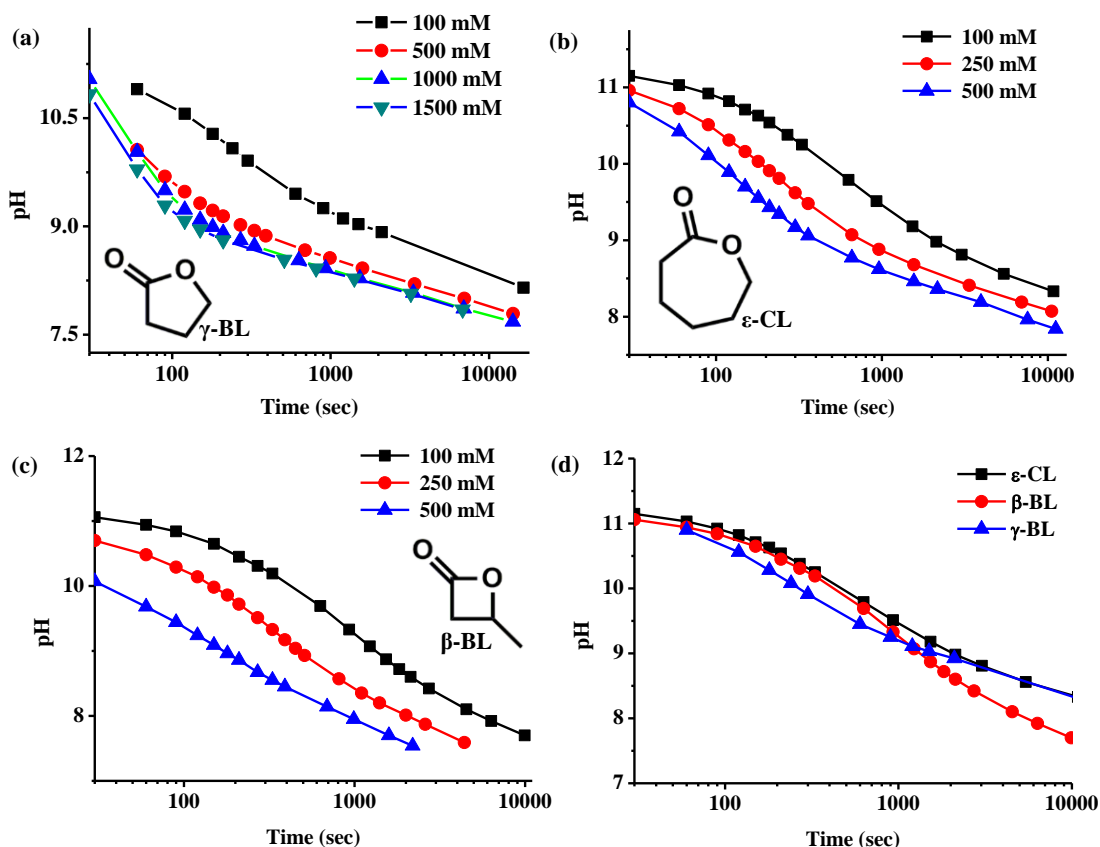 (a)
100 mM
500 mM
1000 mM
1500 mM
10.5
9.0
7.5
pH
O
O
γ-BL
100
1000
10000
Time (sec)
(b)
100 mM
250 mM
500 mM
11
10
9
8
pH
O
O
ε-CL
100
1000
10000
Time (sec)
(c)
100 mM
250 mM
500 mM
12
10
8
pH
O
O
β-BL
100
1000
10000
Time (sec)
(d)
ε-CL
β-BL
γ-BL
12
11
10
9
8
7
pH
100
1000
10000
Time (sec)